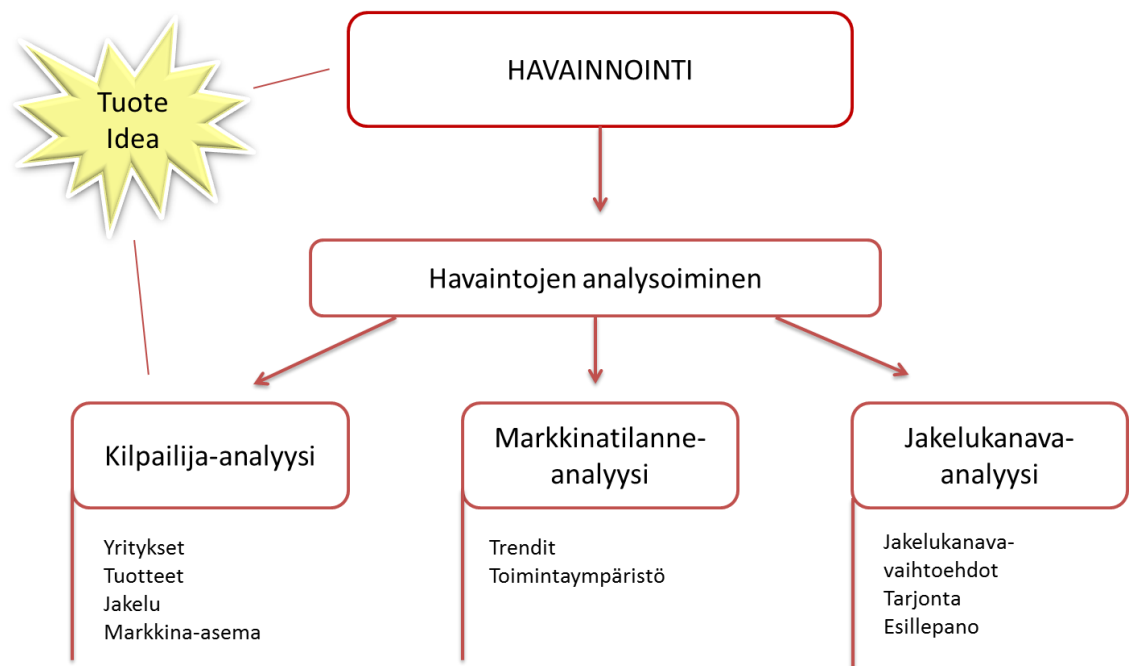 Tuote
Idea
HAVAINNOINTI
Havaintojen analysoiminen
Kilpailija-analyysi
Yritykset
Tuotteet
Jakelu
Markkina-asema
Markkinatilanne-
analyysi
Trendit
Toimintaympäristö
Jakelukanava-
analyysi
Jakelukanava-
vaihtoehdot
Tarjonta
Esillepano